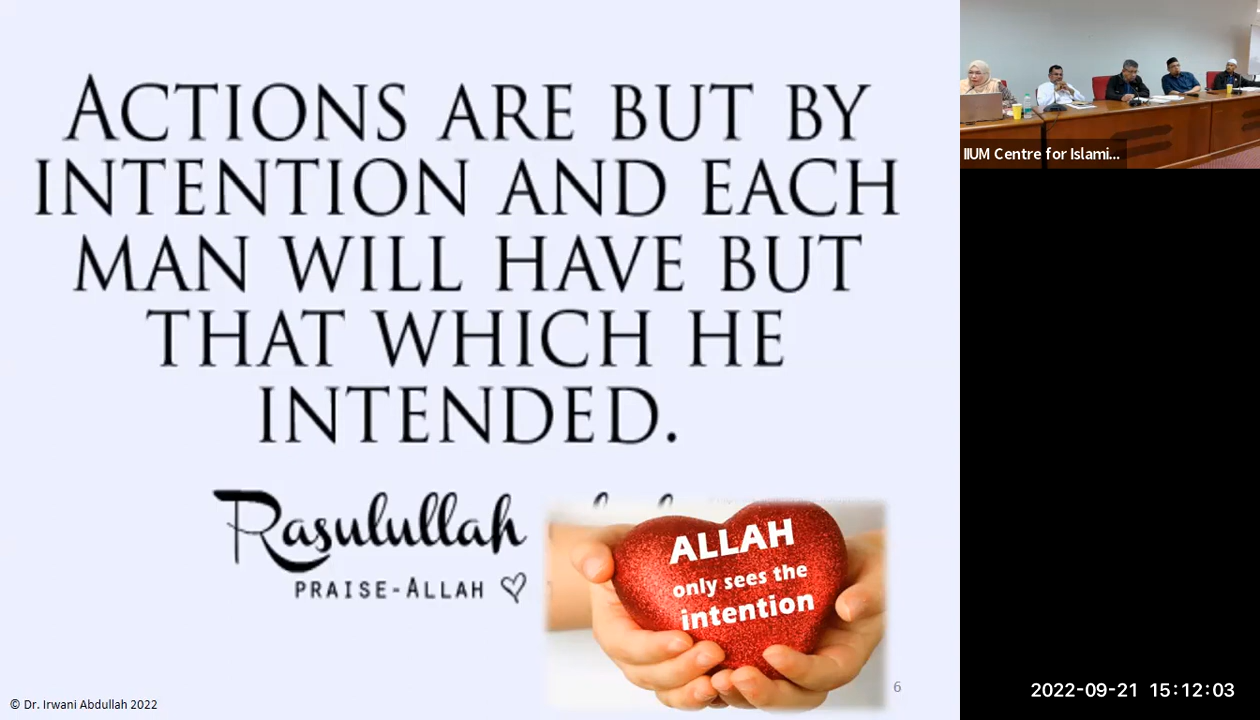 ACTIONS ARE BUT BY
INTENTION AND EACH
MAN WILL HAVE BUT
THAT WHICH HE
INTENDED.
Rasulullah
PRAISE-ALLAH
ALLAH
only sees the
intention
6
© Dr. Irwani Abdullah 2022
IIUM Centre for Islami...
2022-09-21 15:12:03